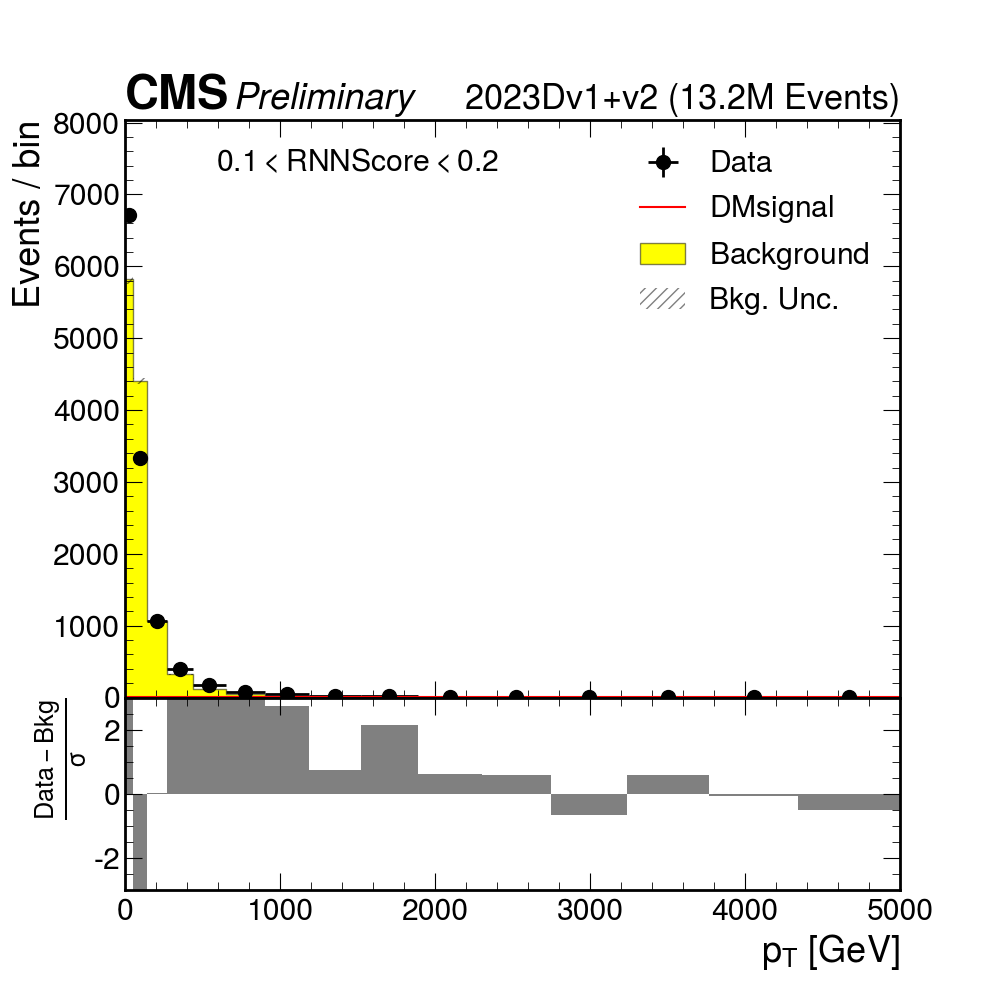 CMS Preliminary 2023Dv1+v2 (13.2M Events)
Events / bin
0.1 < RNNScore < 0.2
Data
DMsignal
Background
Bkg. Unc.
8000
7000
6000
5000
4000
3000
2000
1000
0
Data − Bkg
σ
2
0
-2
0 1000 2000 3000 4000 5000
pT [GeV]